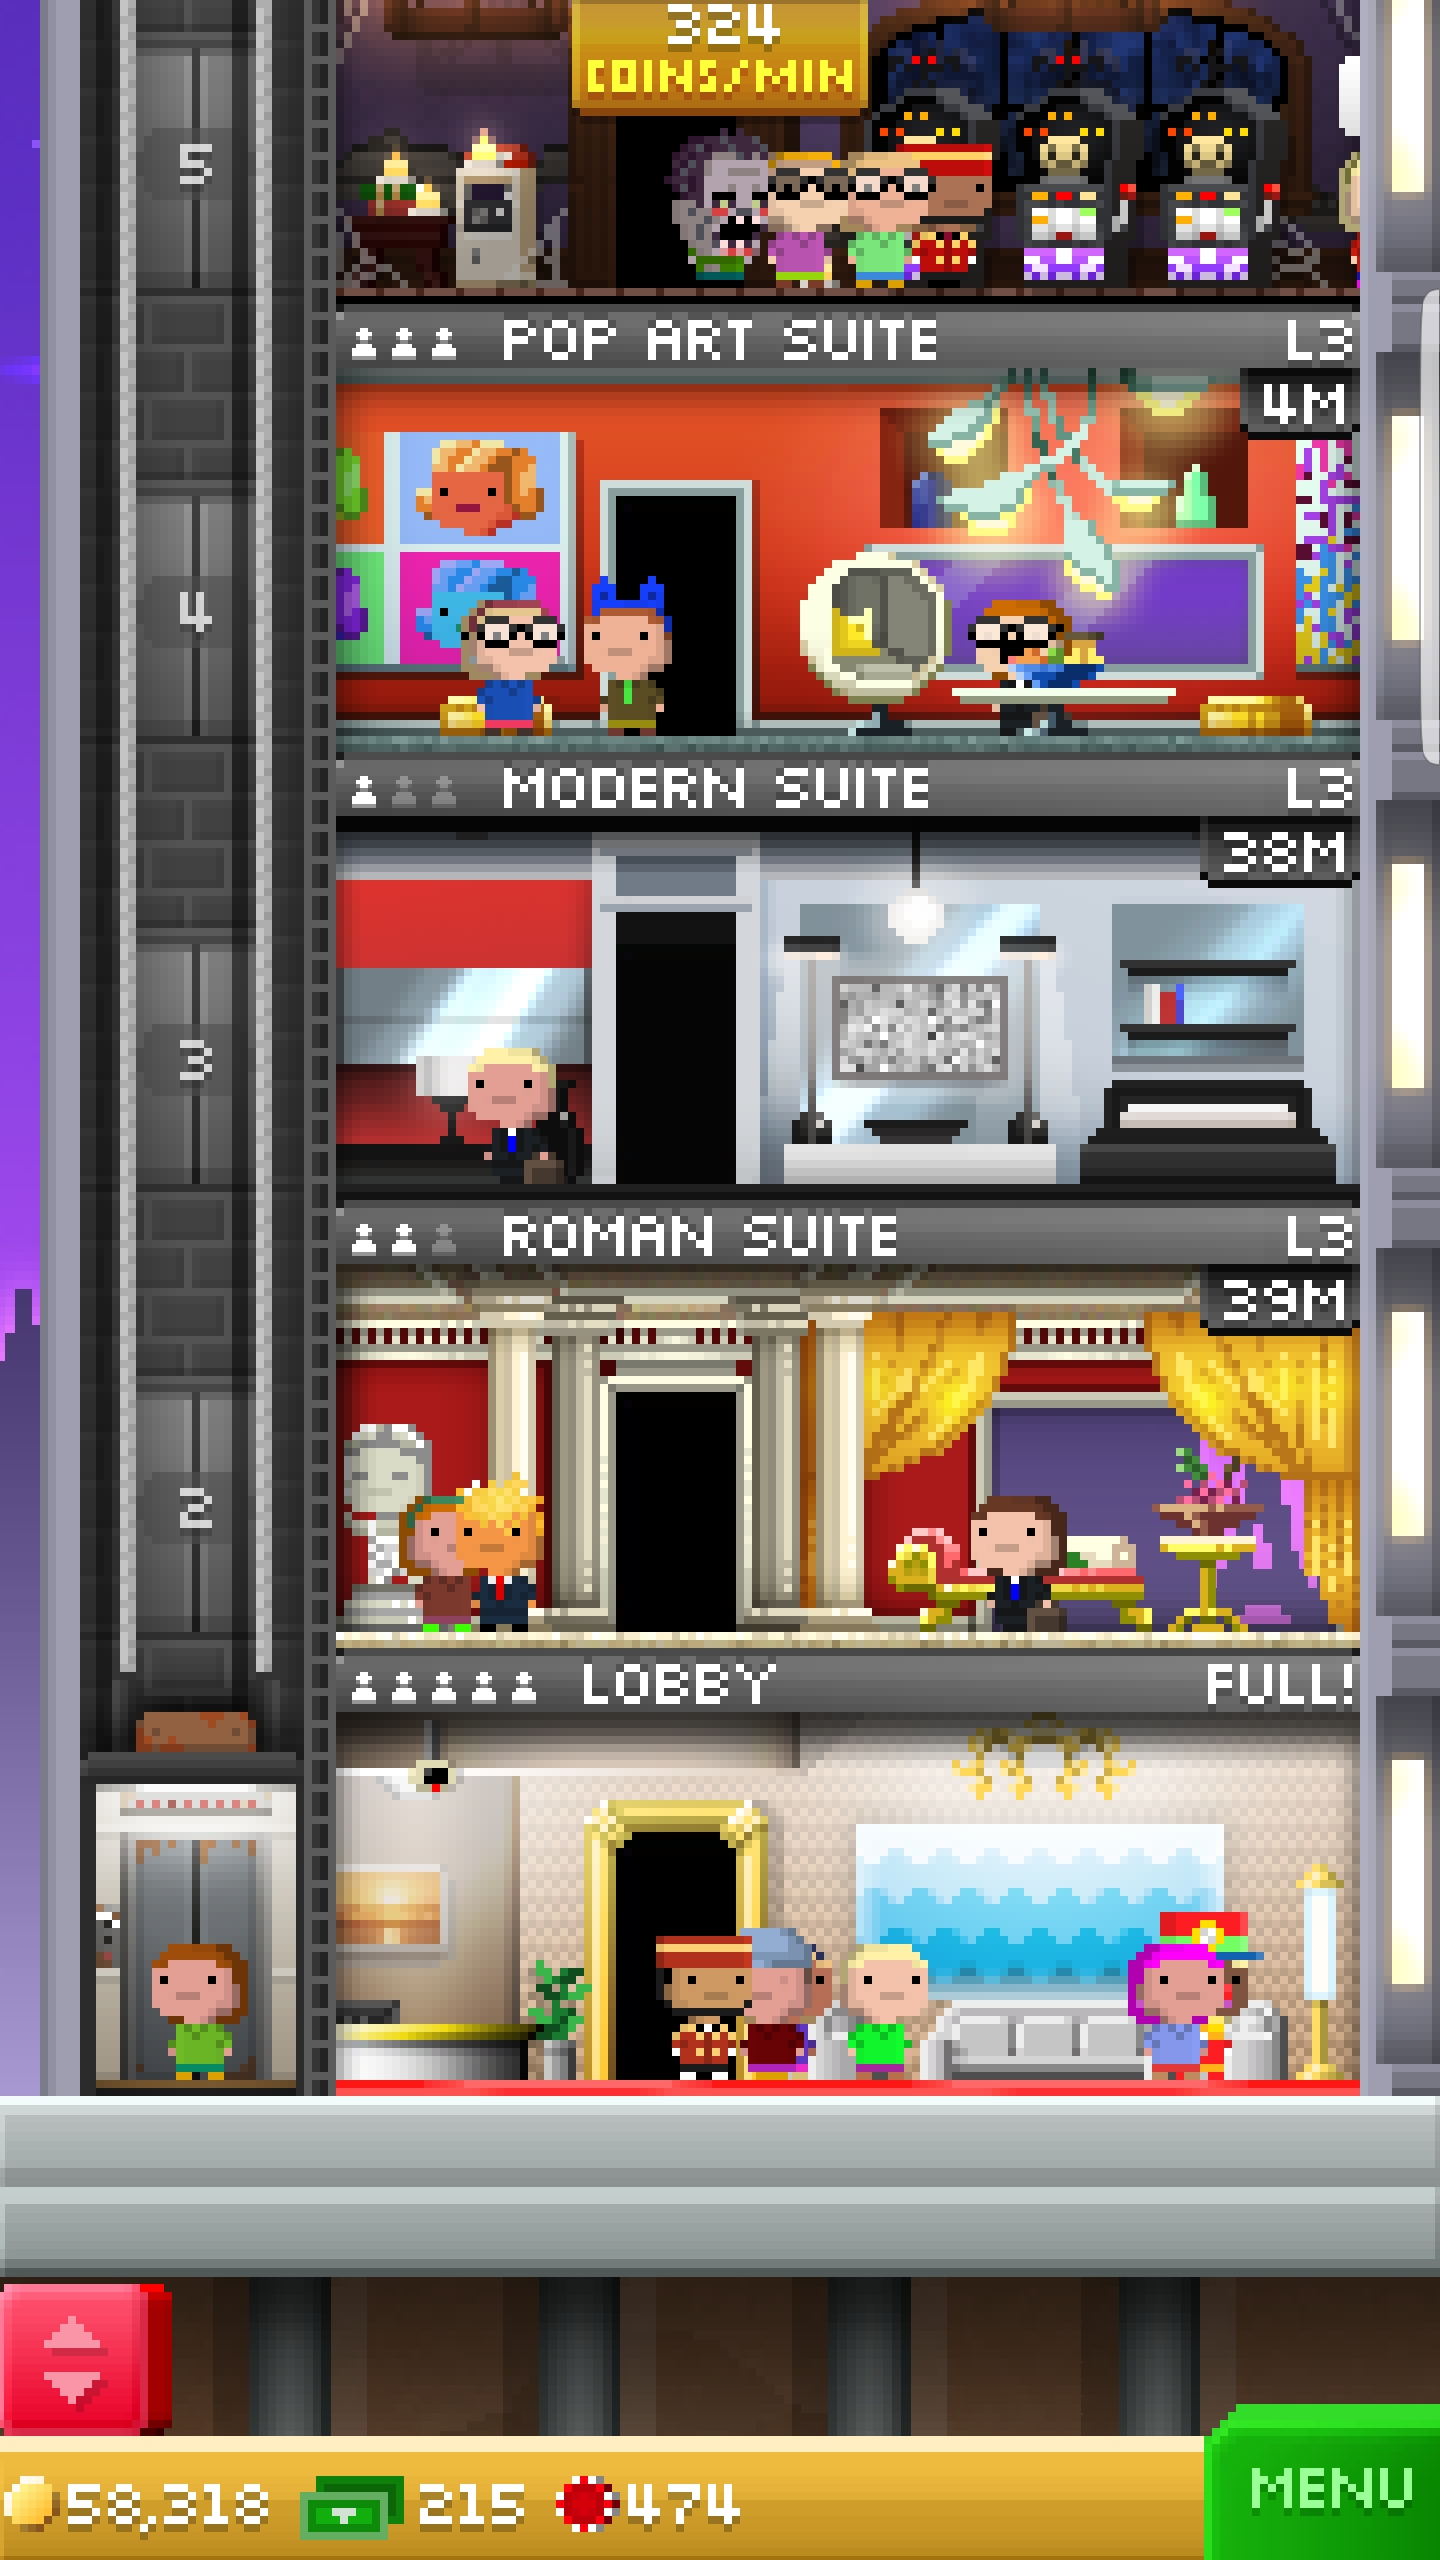 324
COINS/MIN
5
POP ART SUITE L3
4M
4
MODERN SUITE L3
38M
3
ROMAN SUITE L3
39M
2
LOBBY FULL!
58,318 215 474
MENU